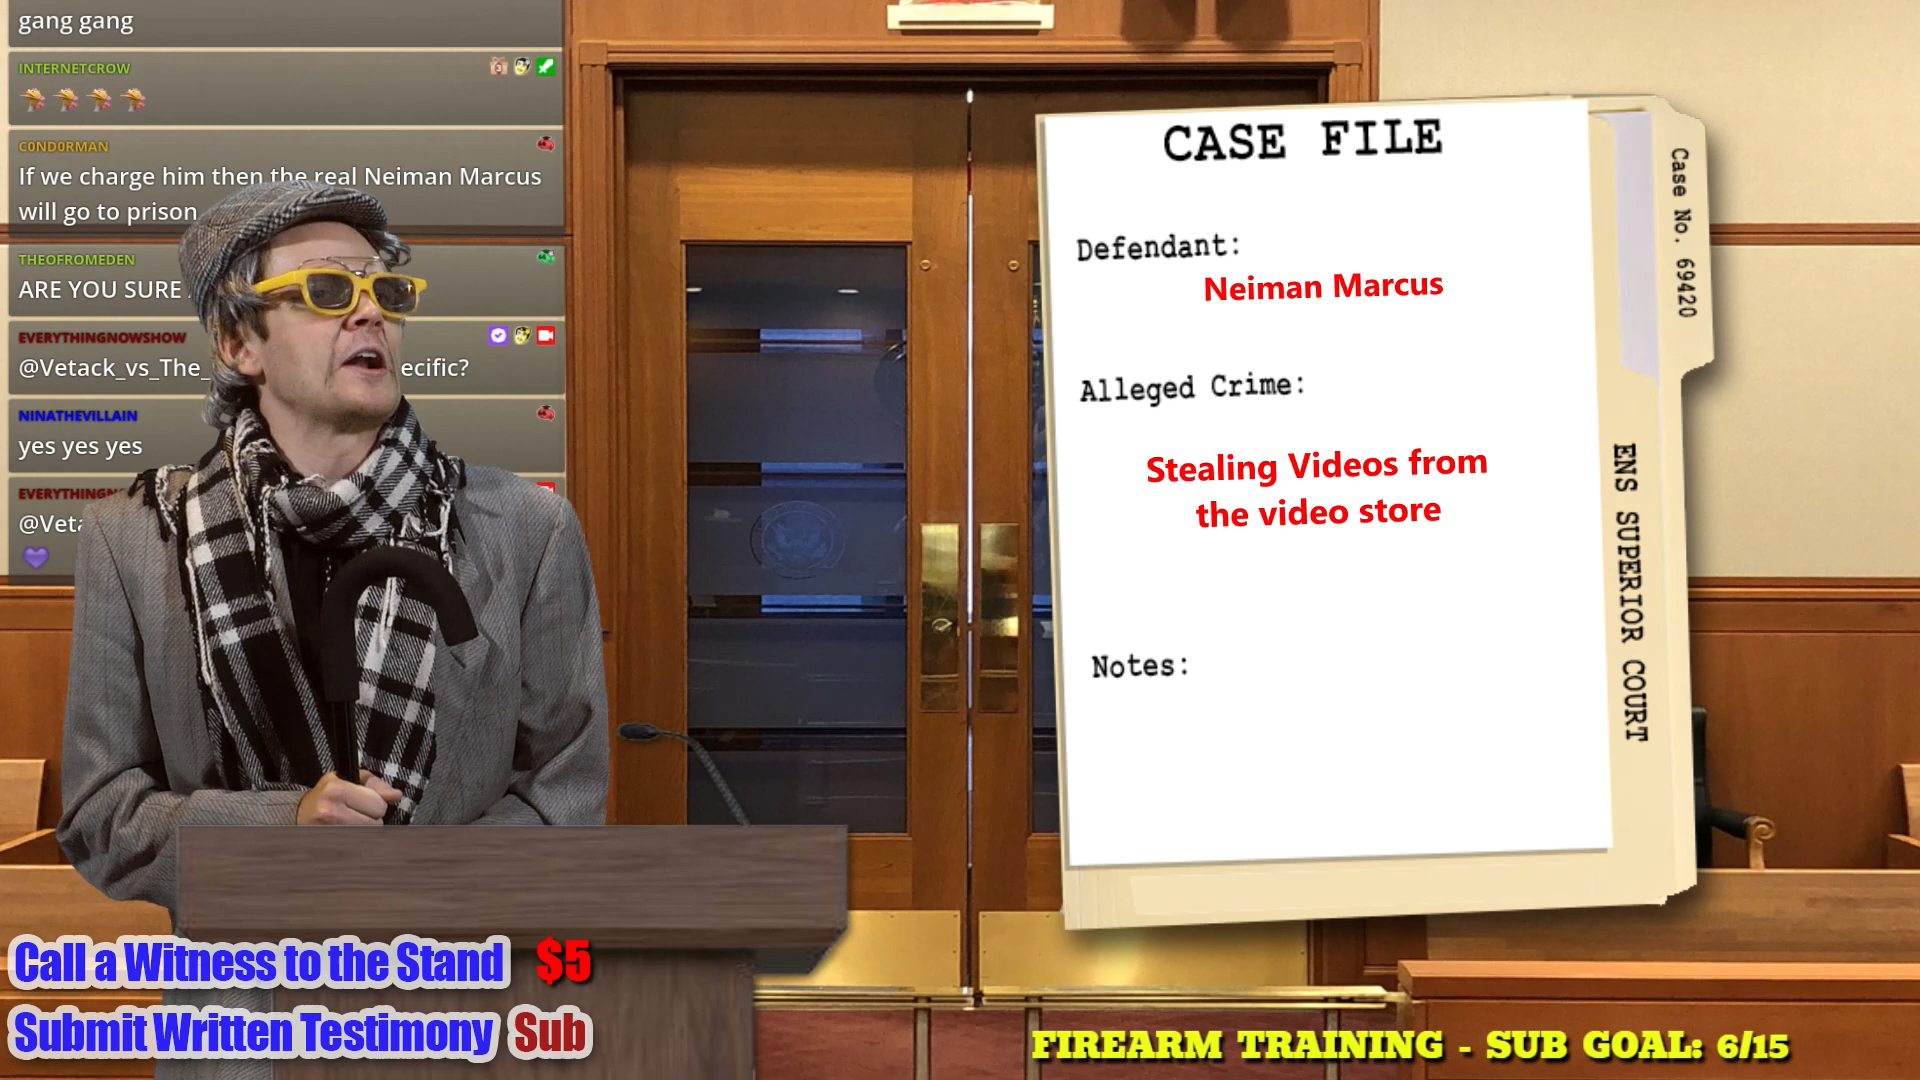 gang gang
INTERNETCROW
C0ND0RMAN
If we charge him then the real Neiman Marcus
will go to prison
THEOFROMEDEN
ARE YOU SURE
EVERYTHINGNOWSHOW
@Vetack_vs_The_ ecific?
NINATHEVILLAIN
yes yes yes
EVERYTHINGN
@Veta
CASE FILE
Defendant:
Neiman Marcus
Alleged Crime:
Stealing Videos from
the video store
Notes:
Case No. 69420
ENS SUPERIOR COURT
Call a Witness to the Stand $5
Submit Written Testimony Sub
FIREARM TRAINING - SUB GOAL: 6/15